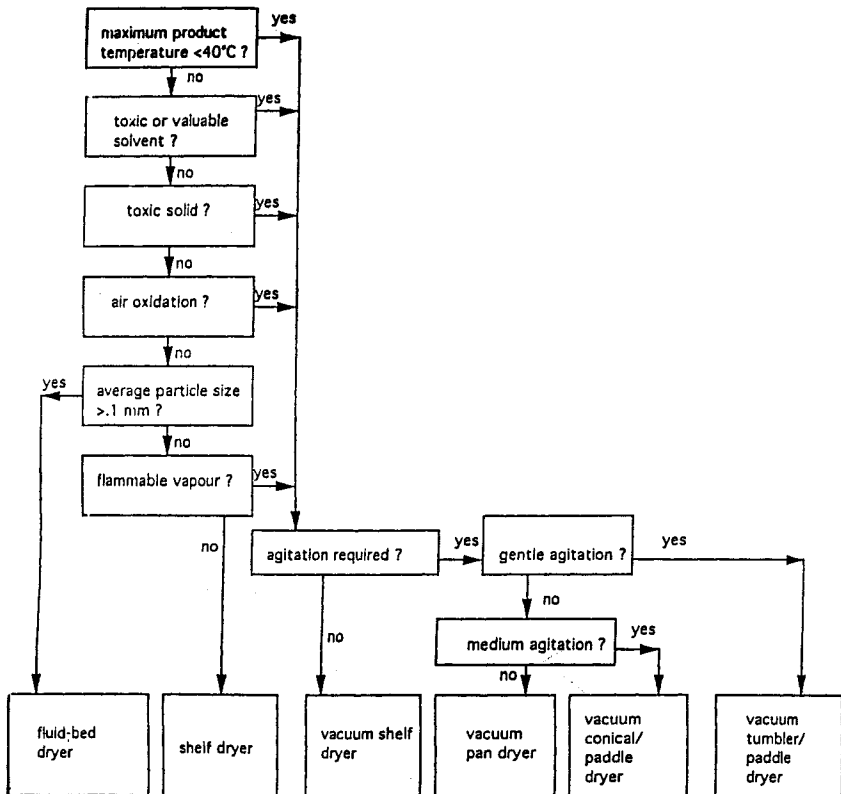 yes
maximum product
temperature <40°C ?
no
yes
toxic or valuable
solvent ?
no
toxic solid ?
yes
no
air oxidation ?
yes
no
yes
average particle size
>.1 mm ?
no
flammable vapour ?
yes
no
agitation required ?
yes
gentle agitation ?
yes
no
no
medium agitation ?
yes
no
fluid-bed
dryer
shelf dryer
vacuum shelf
dryer
vacuum
pan dryer
vacuum
conical/
paddle
dryer
vacuum
tumbler/
paddle
dryer